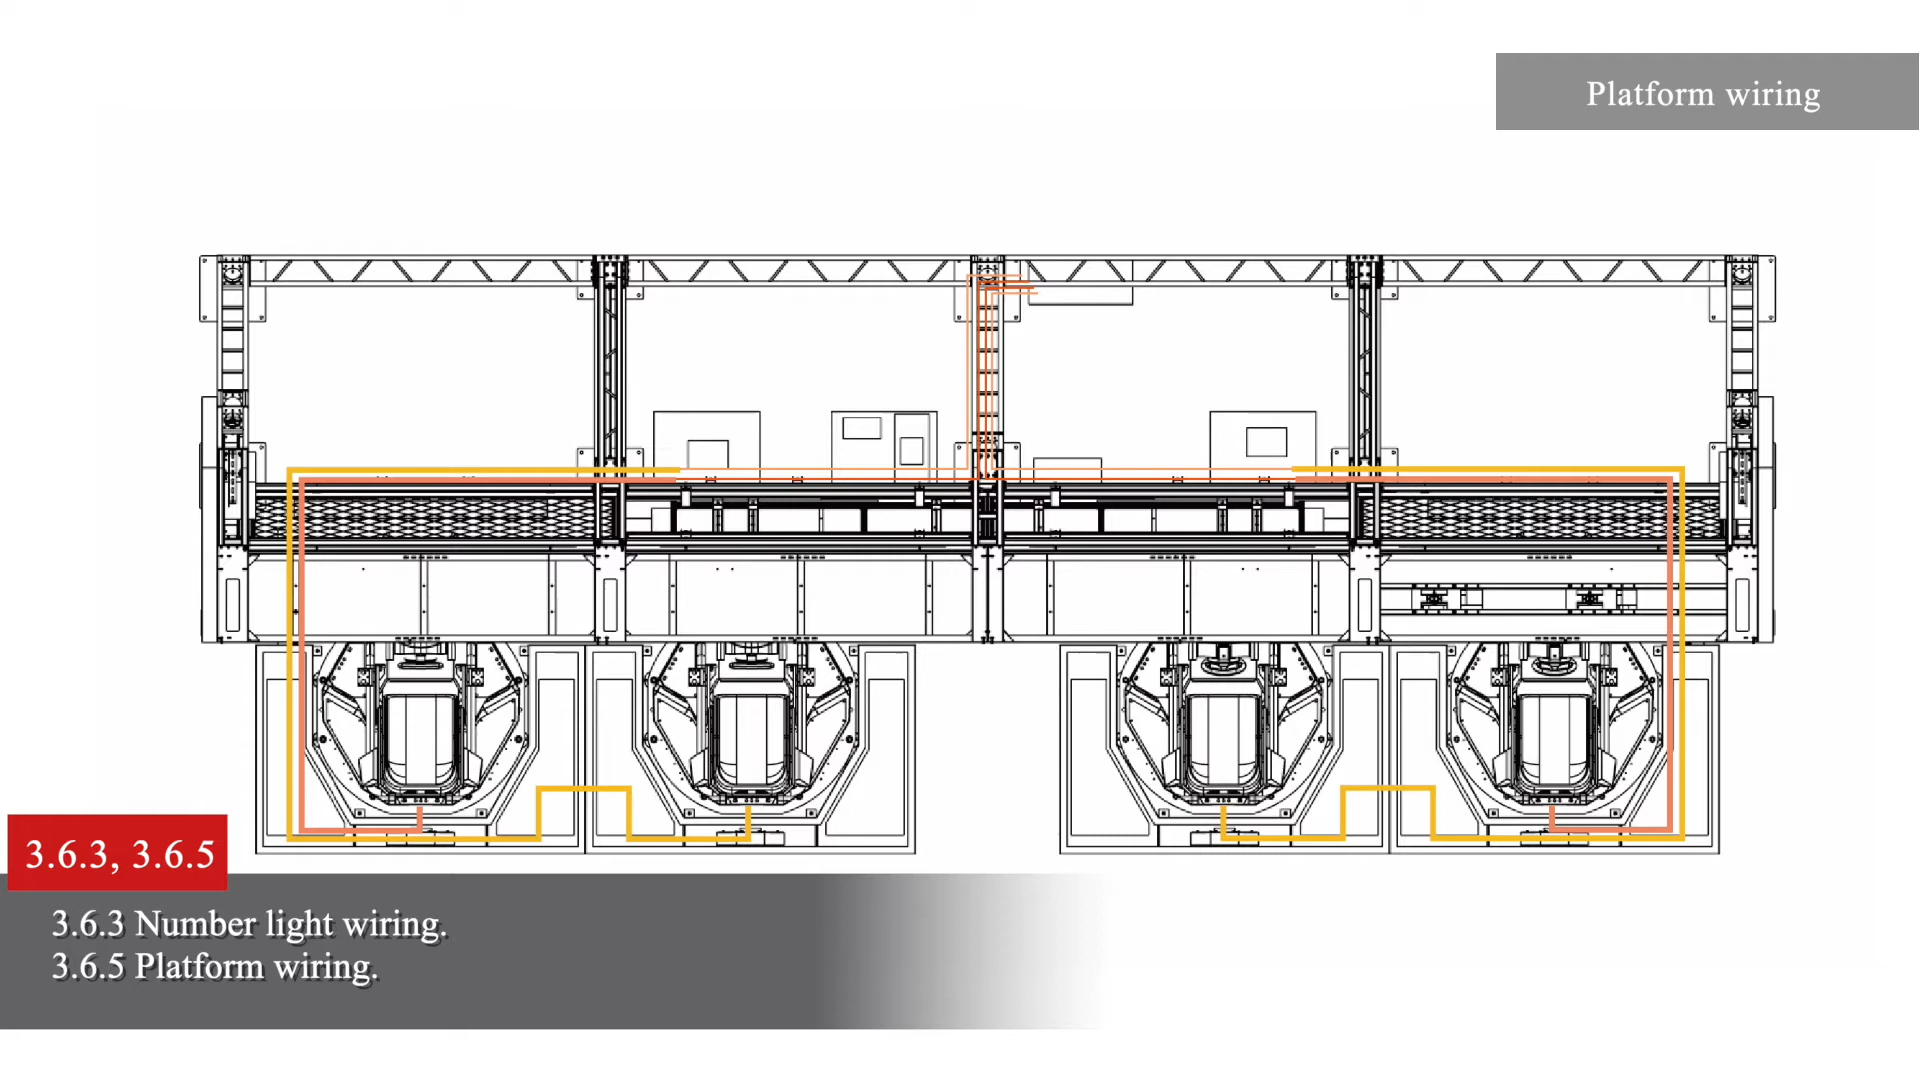 Platform wiring
3.6.3, 3.6.5
3.6.3 Number light wiring.
3.6.5 Platform wiring.